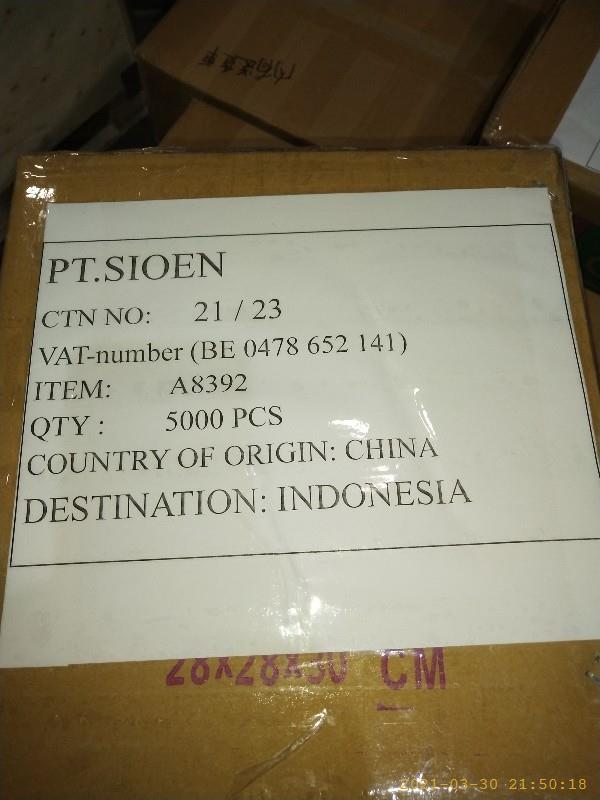 PT.SIOEN
CTN NO: 21 / 23
VAT-number (BE 0478 652 141)
ITEM: A8392
QTY : 5000 PCS
COUNTRY OF ORIGIN: CHINA
DESTINATION: INDONESIA
28X28X30 CM
2021-03-30 21:50:18